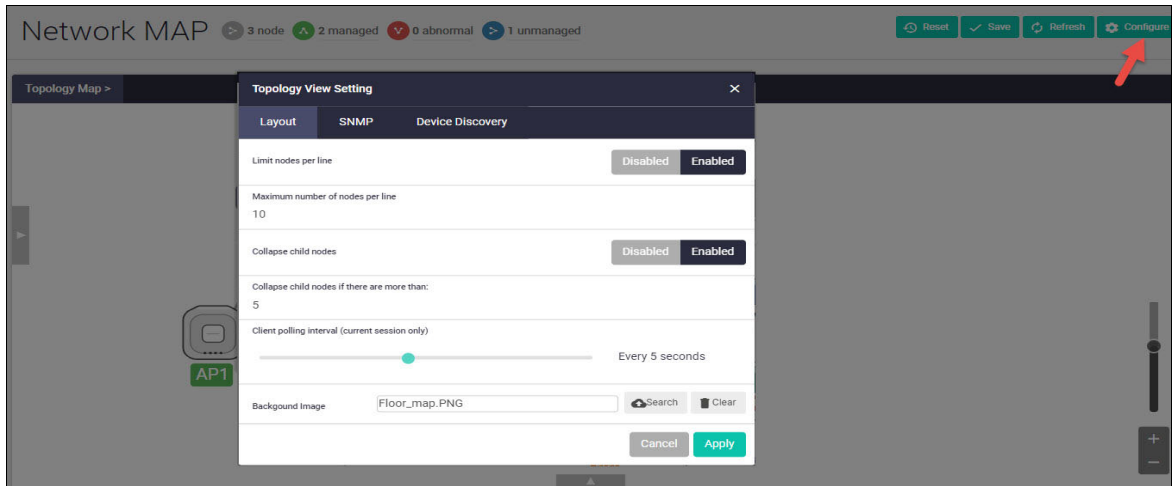 Network MAP 3 node 2 managed 0 abnormal 1 unmanaged Reset Save Refresh Configure
Topology Map >
Topology View Setting
Layout SNMP Device Discovery
Limit nodes per line Disabled Enabled
Maximum number of nodes per line
10
Collapse child nodes Disabled Enabled
Collapse child nodes if there are more than:
5
Client polling interval (current session only)
Every 5 seconds
AP1
Backgound Image Floor_map.PNG Search Clear
Cancel Apply